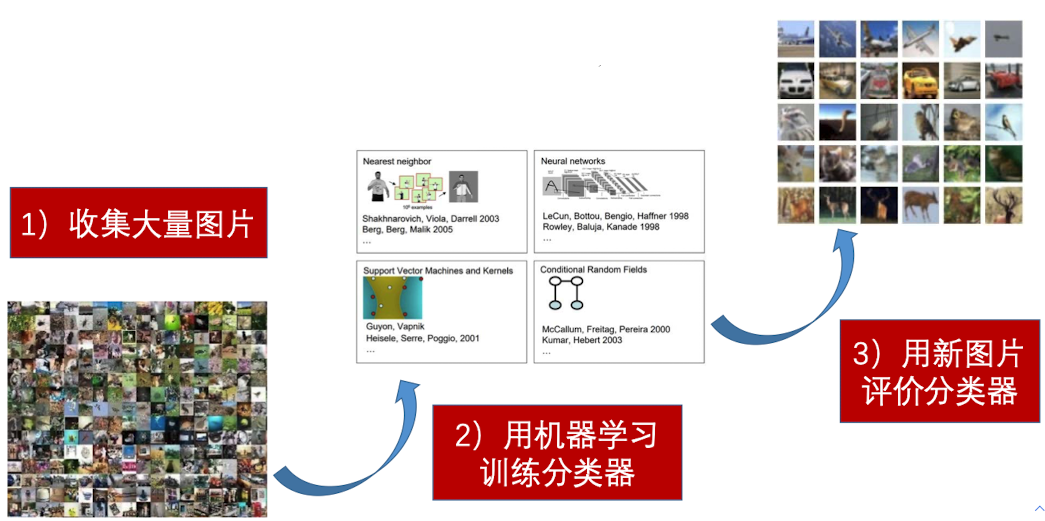 1）收集大量图片
Nearest neighbor
10⁶ examples
Shakhnarovich, Viola, Darrell 2003
Berg, Berg, Malik 2005
…
Neural networks
LeCun, Bottou, Bengio, Haffner 1998
Rowley, Baluja, Kanade 1998
…
Support Vector Machines and Kernels
Guyon, Vapnik
Heisele, Serre, Poggio, 2001
…
Conditional Random Fields
McCallum, Freitag, Pereira 2000
Kumar, Hebert 2003
…
2）用机器学习
训练分类器
3）用新图片
评价分类器